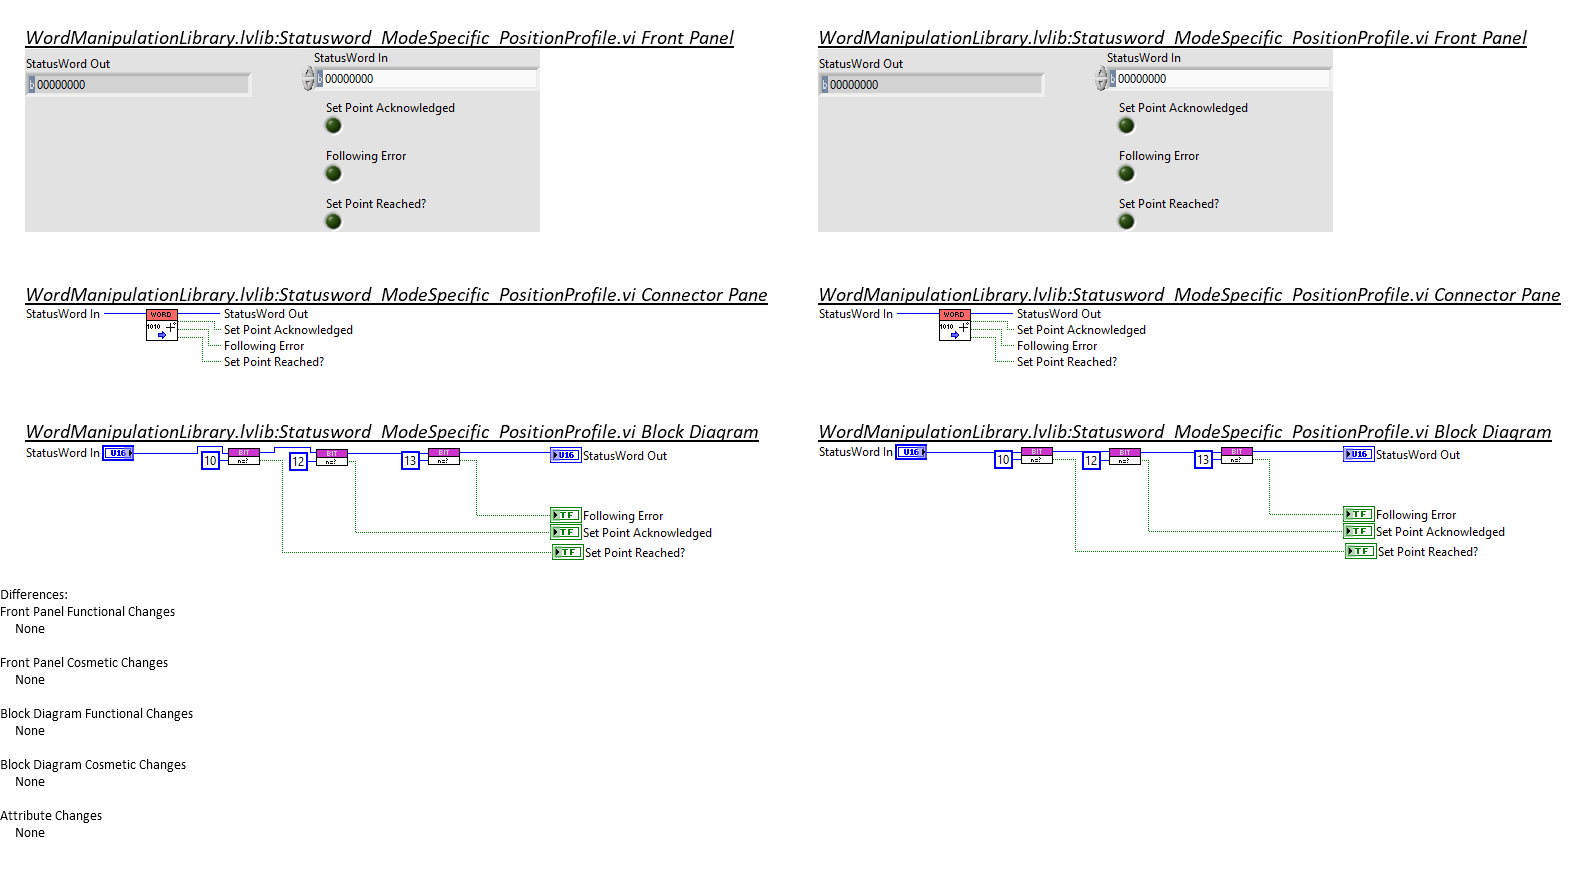 WordManipulationLibrary.lvlib:Statusword_ModeSpecific_PositionProfile.vi Front Panel
StatusWord Out
StatusWord In
b 00000000
b 00000000
Set Point Acknowledged
Following Error
Set Point Reached?
WordManipulationLibrary.lvlib:Statusword_ModeSpecific_PositionProfile.vi Front Panel
StatusWord Out
StatusWord In
b 00000000
b 00000000
Set Point Acknowledged
Following Error
Set Point Reached?
WordManipulationLibrary.lvlib:Statusword_ModeSpecific_PositionProfile.vi Connector Pane
StatusWord In
WORD
1010
StatusWord Out
Set Point Acknowledged
Following Error
Set Point Reached?
WordManipulationLibrary.lvlib:Statusword_ModeSpecific_PositionProfile.vi Connector Pane
StatusWord In
WORD
1010
StatusWord Out
Set Point Acknowledged
Following Error
Set Point Reached?
WordManipulationLibrary.lvlib:Statusword_ModeSpecific_PositionProfile.vi Block Diagram
StatusWord In
U16
10
BIT
n=?
12
BIT
n=?
13
BIT
n=?
U16
StatusWord Out
TF
Following Error
TF
Set Point Acknowledged
TF
Set Point Reached?
WordManipulationLibrary.lvlib:Statusword_ModeSpecific_PositionProfile.vi Block Diagram
StatusWord In
U16
10
BIT
n=?
12
BIT
n=?
13
BIT
n=?
U16
StatusWord Out
TF
Following Error
TF
Set Point Acknowledged
TF
Set Point Reached?
Differences:
Front Panel Functional Changes
None
Front Panel Cosmetic Changes
None
Block Diagram Functional Changes
None
Block Diagram Cosmetic Changes
None
Attribute Changes
None